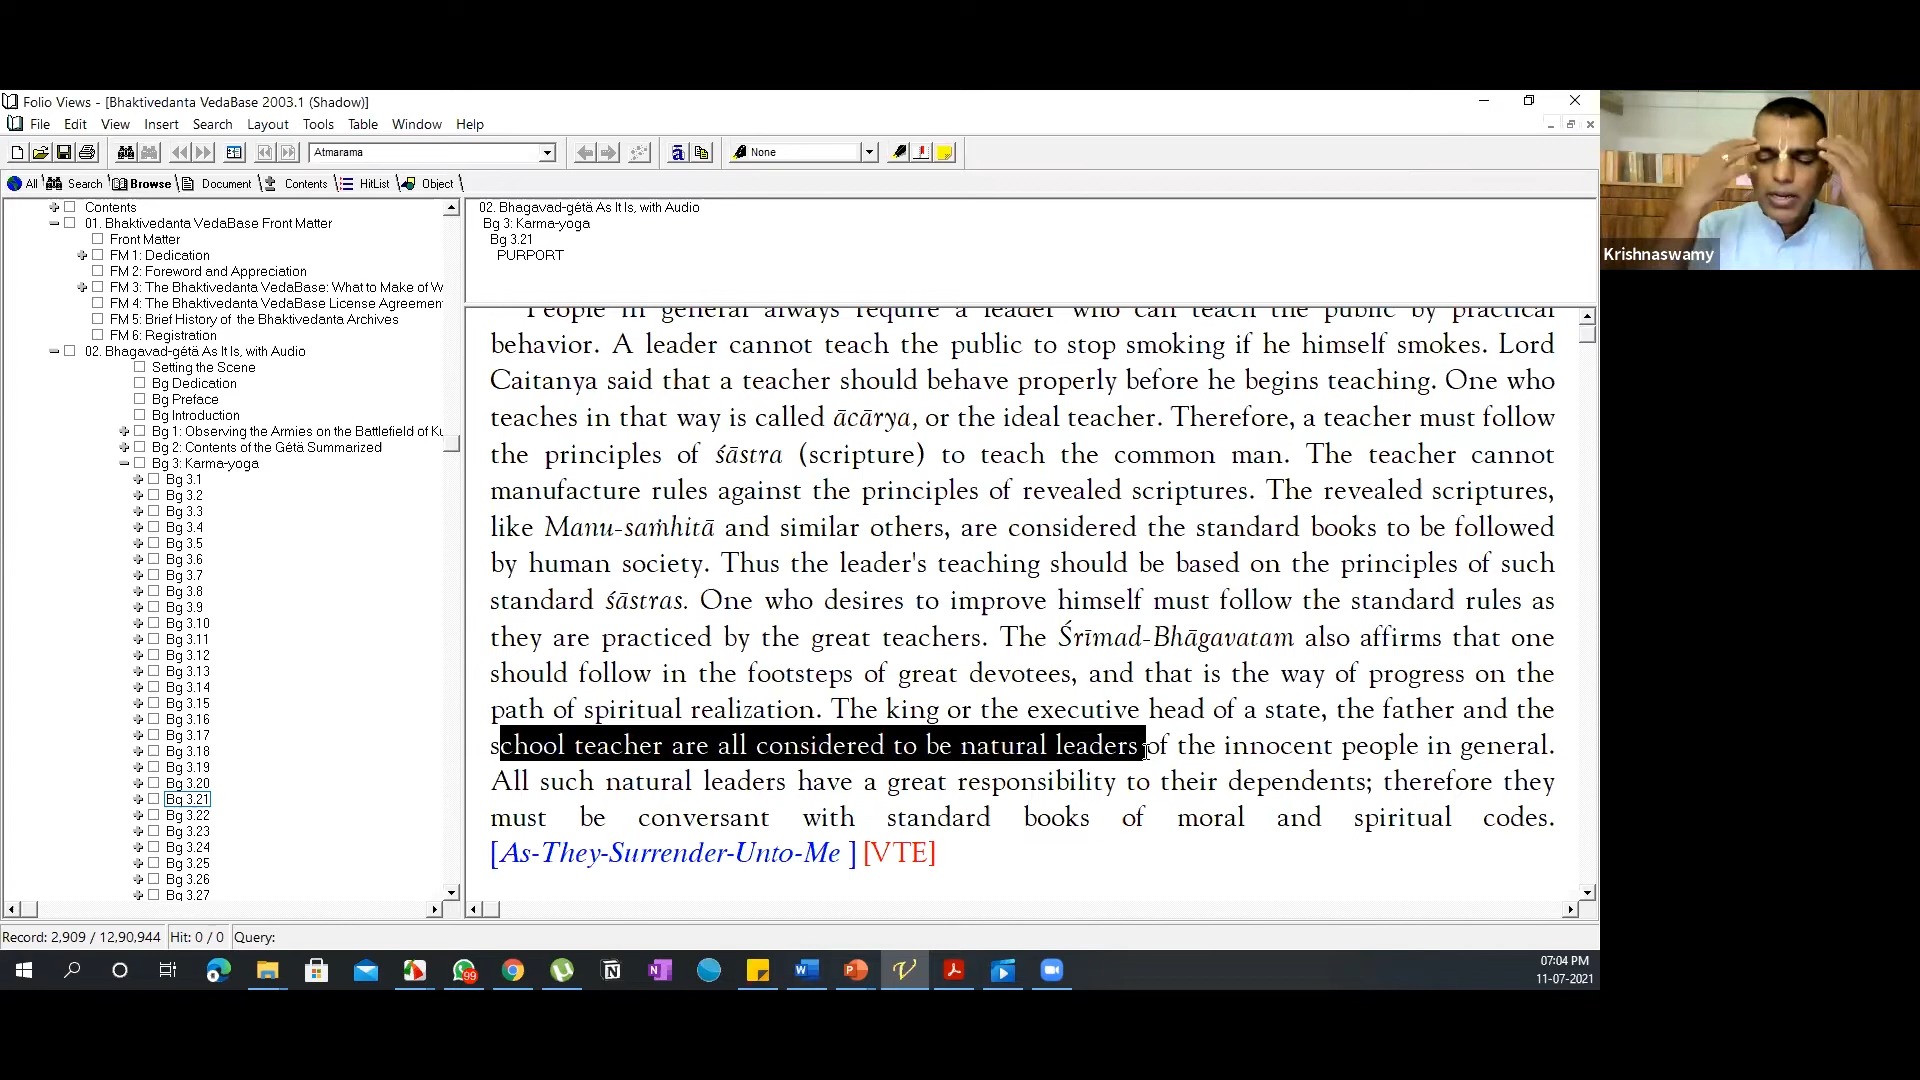 Folio Views - [Bhaktivedanta VedaBase 2003.1 (Shadow)]
File Edit View Insert Search Layout Tools Table Window Help
Atmarama
None
All Search Browse Document Contents HitList Object
Contents
01. Bhaktivedanta VedaBase Front Matter
Front Matter
FM 1: Dedication
FM 2: Foreword and Appreciation
FM 3: The Bhaktivedanta VedaBase: What to Make of W
FM 4: The Bhaktivedanta VedaBase License Agreemen
FM 5: Brief History of the Bhaktivedanta Archives
FM 6: Registration
02. Bhagavad-gétä As It Is, with Audio
Setting the Scene
Bg Dedication
Bg Preface
Bg Introduction
Bg 1: Observing the Armies on the Battlefield of Ku
Bg 2: Contents of the Gétä Summarized
Bg 3: Karma-yoga
Bg 3.1
Bg 3.2
Bg 3.3
Bg 3.4
Bg 3.5
Bg 3.6
Bg 3.7
Bg 3.8
Bg 3.9
Bg 3.10
Bg 3.11
Bg 3.12
Bg 3.13
Bg 3.14
Bg 3.15
Bg 3.16
Bg 3.17
Bg 3.18
Bg 3.19
Bg 3.20
Bg 3.21
Bg 3.22
Bg 3.23
Bg 3.24
Bg 3.25
Bg 3.26
Bg 3.27
02. Bhagavad-gétä As It Is, with Audio
Bg 3: Karma-yoga
Bg 3.21
PURPORT
People in general always require a leader who can teach the public by practical
behavior. A leader cannot teach the public to stop smoking if he himself smokes. Lord
Caitanya said that a teacher should behave properly before he begins teaching. One who
teaches in that way is called ācārya, or the ideal teacher. Therefore, a teacher must follow
the principles of śāstra (scripture) to teach the common man. The teacher cannot
manufacture rules against the principles of revealed scriptures. The revealed scriptures,
like Manu-saṁhitā and similar others, are considered the standard books to be followed
by human society. Thus the leader's teaching should be based on the principles of such
standard śāstras. One who desires to improve himself must follow the standard rules as
they are practiced by the great teachers. The Śrīmad-Bhāgavatam also affirms that one
should follow in the footsteps of great devotees, and that is the way of progress on the
path of spiritual realization. The king or the executive head of a state, the father and the
school teacher are all considered to be natural leaders of the innocent people in general.
All such natural leaders have a great responsibility to their dependents; therefore they
must be conversant with standard books of moral and spiritual codes.
[As-They-Surrender-Unto-Me ] [VTE]
Record: 2,909 / 12,90,944 Hit: 0 / 0 Query:
99
07:04 PM
11-07-2021
Krishnaswamy